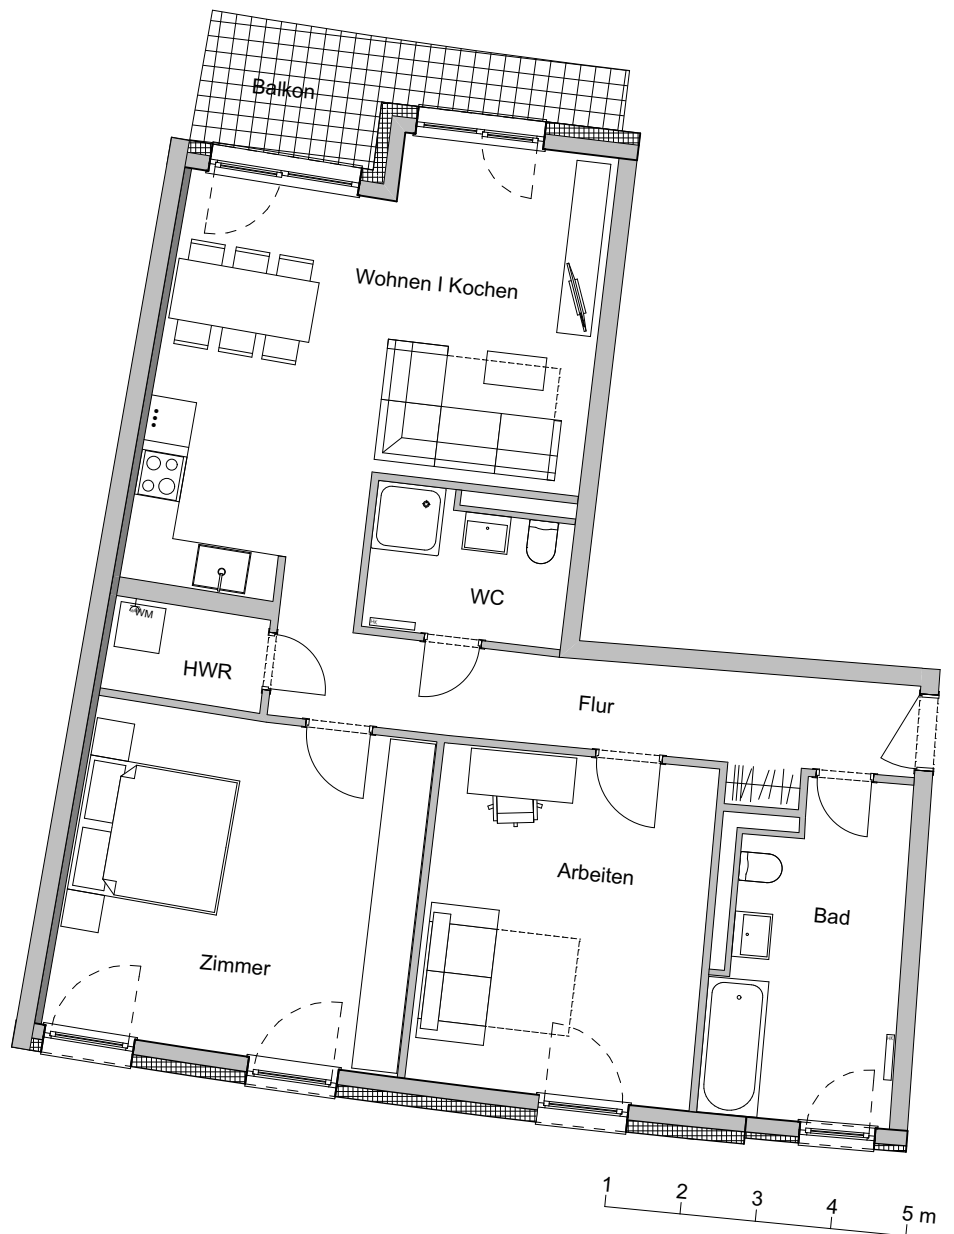 Balkon
Wohnen I Kochen
WC
WM
HWR
Flur
Arbeiten
Bad
Zimmer
1 2 3 4 5 m